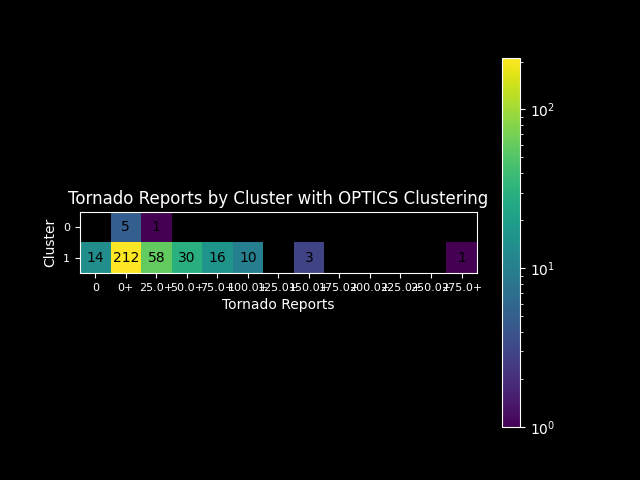 Tornado Reports by Cluster with OPTICS Clustering
Cluster
0 5 1
1 14 212 58 30 16 10 3 1
0 0+ 25.0+ 50.0+ 75.0+ 100.0+ 125.0+ 150.0+ 175.0+ 200.0+ 225.0+ 250.0+ 275.0+
Tornado Reports
10²
10¹
10⁰